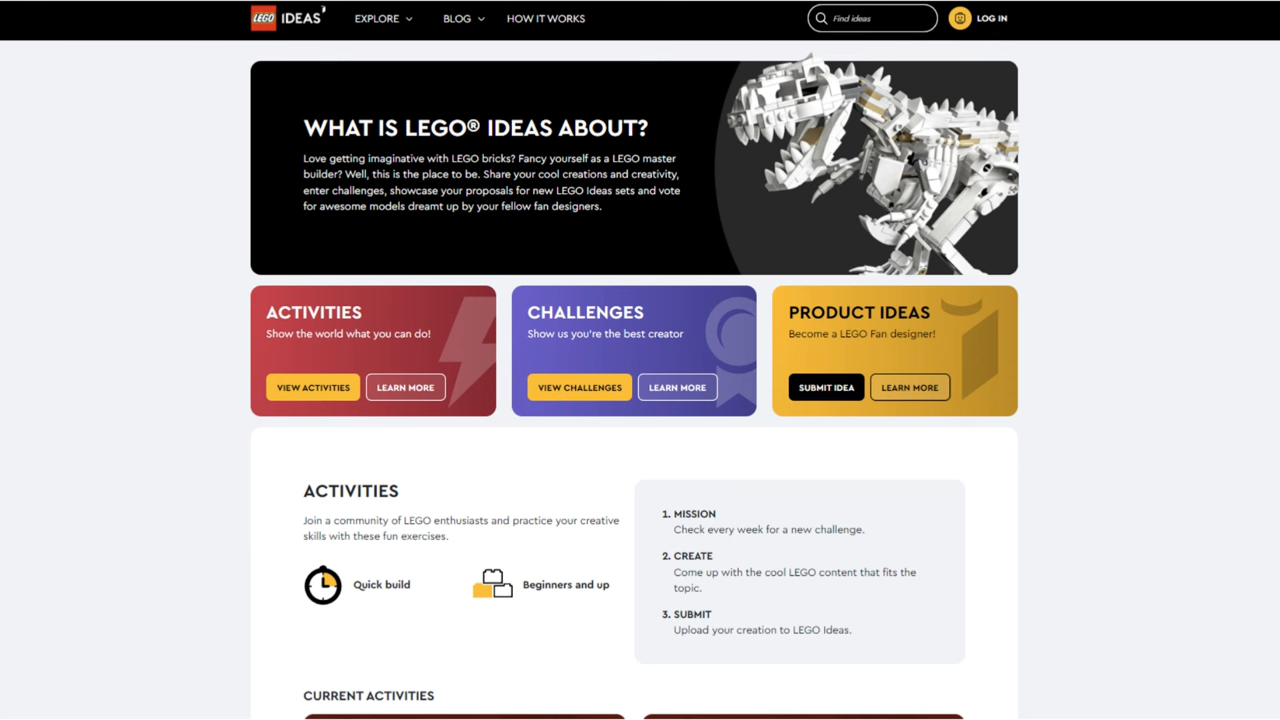 LEGO IDEAS
EXPLORE
BLOG
HOW IT WORKS
Find ideas
LOG IN
WHAT IS LEGO® IDEAS ABOUT?
Love getting imaginative with LEGO bricks? Fancy yourself as a LEGO master
builder? Well, this is the place to be. Share your cool creations and creativity,
enter challenges, showcase your proposals for new LEGO Ideas sets and vote
for awesome models dreamt up by your fellow fan designers.
ACTIVITIES
Show the world what you can do!
VIEW ACTIVITIES
LEARN MORE
CHALLENGES
Show us you're the best creator
VIEW CHALLENGES
LEARN MORE
PRODUCT IDEAS
Become a LEGO Fan designer!
SUBMIT IDEA
LEARN MORE
ACTIVITIES
Join a community of LEGO enthusiasts and practice your creative
skills with these fun exercises.
Quick build
Beginners and up
1. MISSION
Check every week for a new challenge.
2. CREATE
Come up with the cool LEGO content that fits the
topic.
3. SUBMIT
Upload your creation to LEGO Ideas.
CURRENT ACTIVITIES